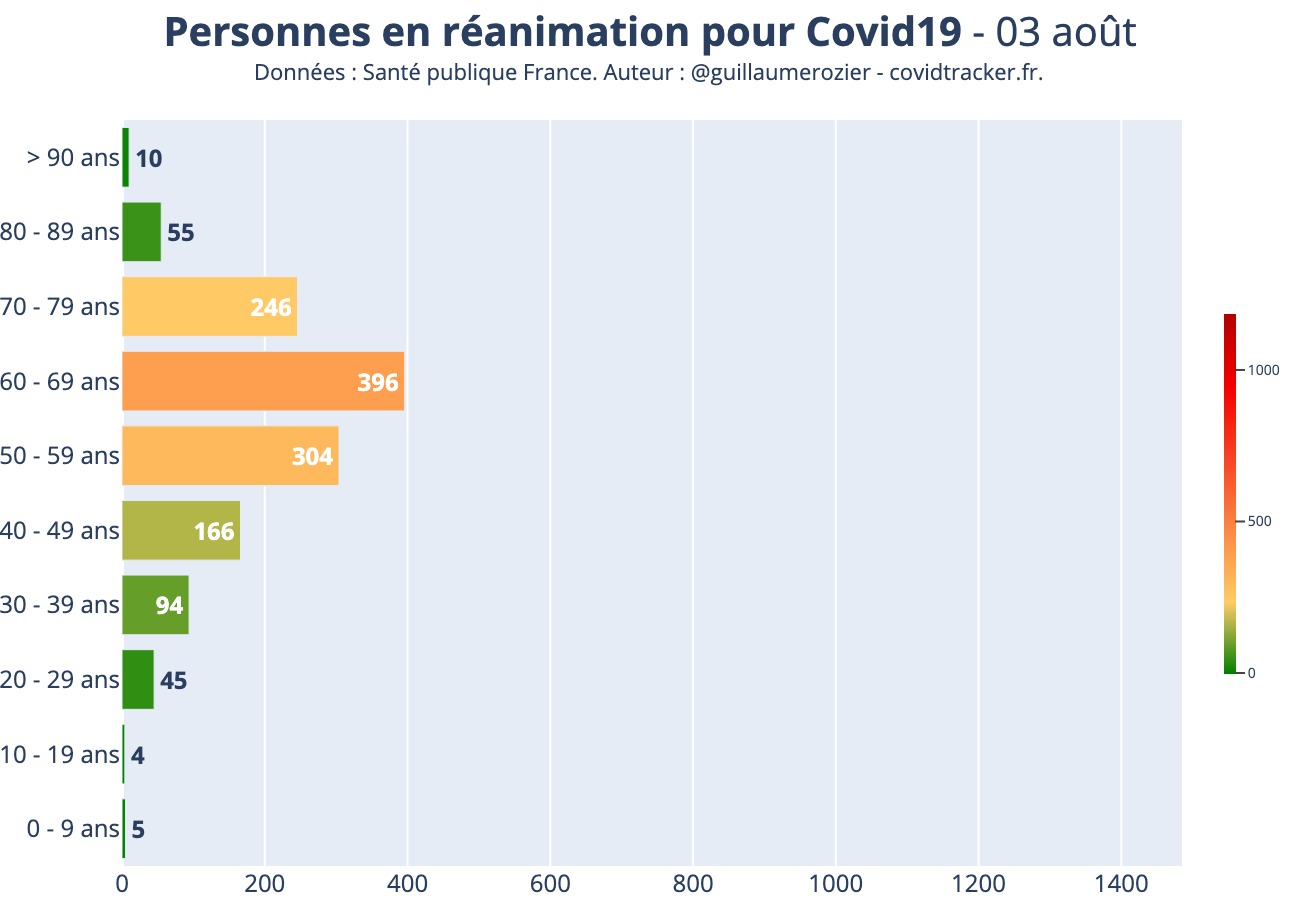 Personnes en réanimation pour Covid19 - 03 août
Données : Santé publique France. Auteur : @guillaumerozier - covidtracker.fr.
> 90 ans 10
80 - 89 ans 55
70 - 79 ans 246
60 - 69 ans 396
50 - 59 ans 304
40 - 49 ans 166
30 - 39 ans 94
20 - 29 ans 45
10 - 19 ans 4
0 - 9 ans 5
0 200 400 600 800 1000 1200 1400
1000
500
0